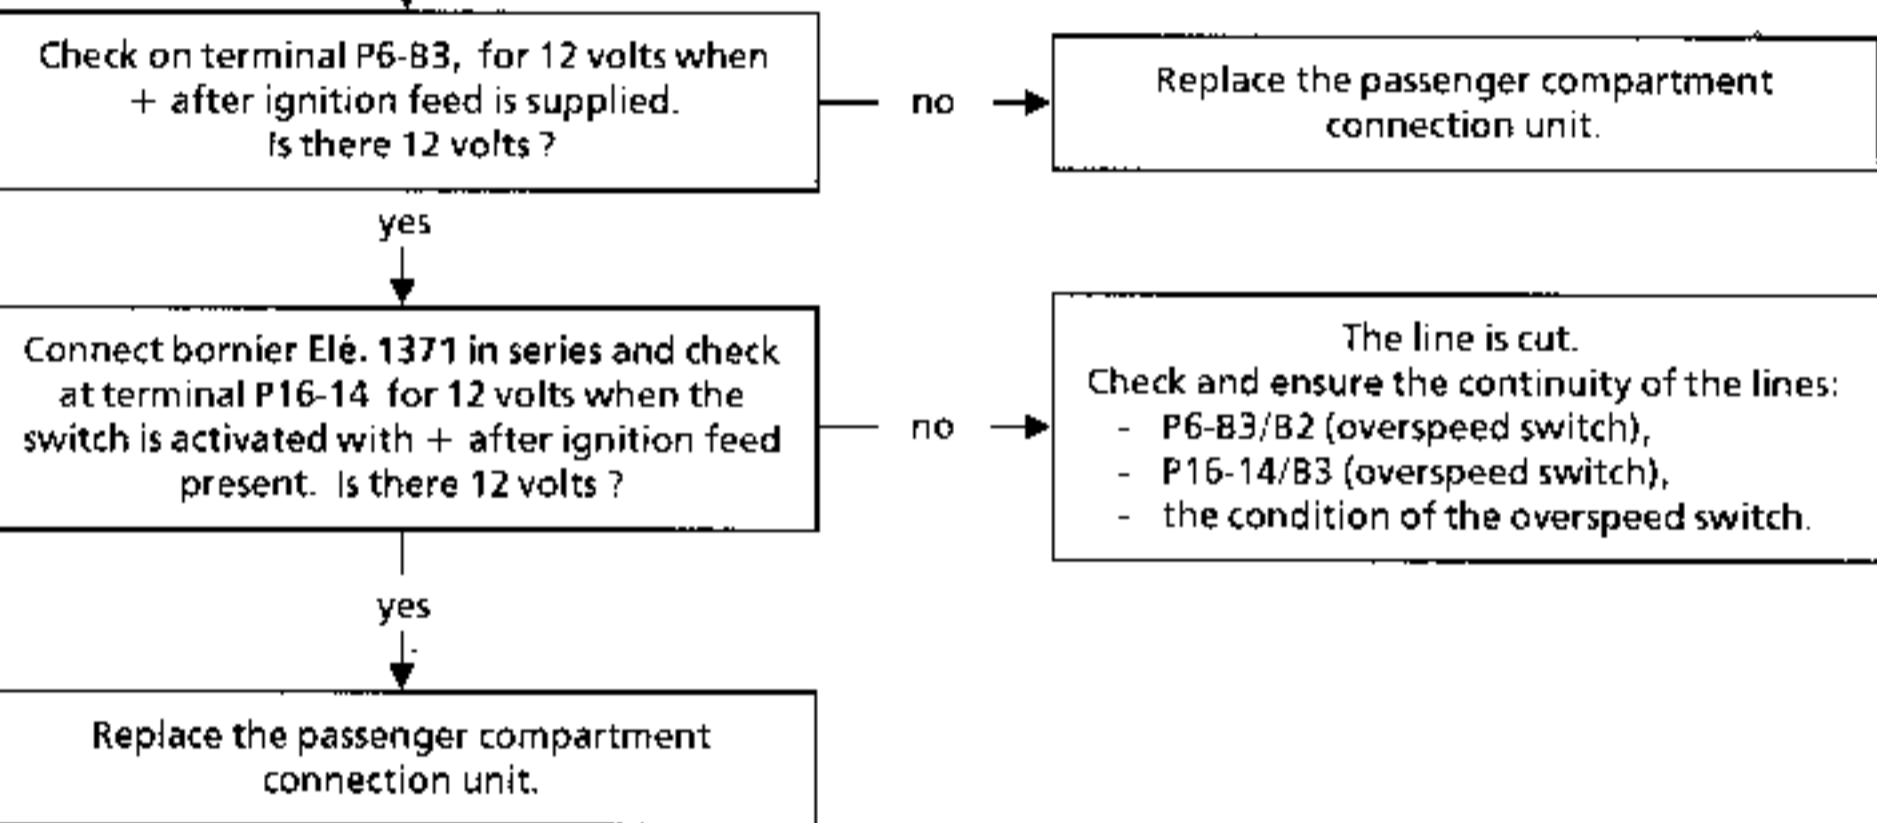 Check on terminal P6-B3, for 12 volts when
+ after ignition feed is supplied.
Is there 12 volts ?
no
Replace the passenger compartment
connection unit.
yes
Connect bornier Elé. 1371 in series and check
at terminal P16-14 for 12 volts when the
switch is activated with + after ignition feed
present. Is there 12 volts ?
no
The line is cut.
Check and ensure the continuity of the lines:
- P6-B3/B2 (overspeed switch),
- P16-14/B3 (overspeed switch),
- the condition of the overspeed switch.
yes
Replace the passenger compartment
connection unit.